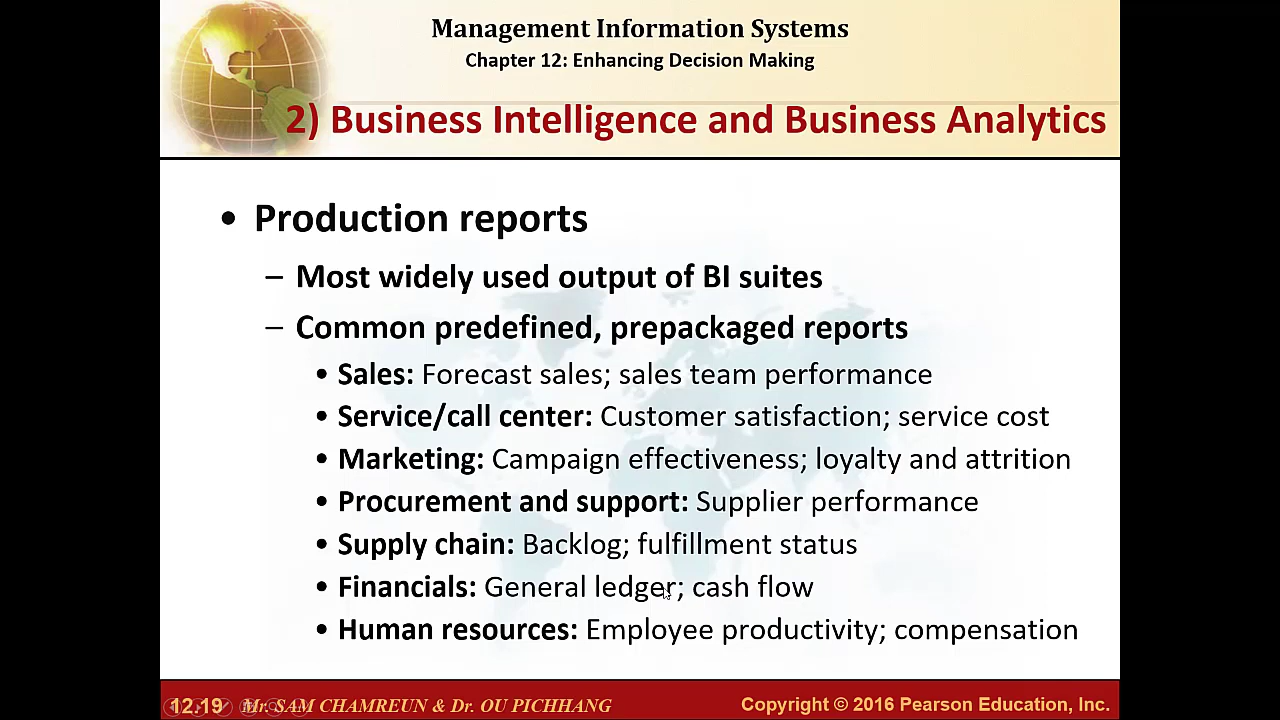 Management Information Systems
Chapter 12: Enhancing Decision Making
2) Business Intelligence and Business Analytics
• Production reports
– Most widely used output of BI suites
– Common predefined, prepackaged reports
• Sales: Forecast sales; sales team performance
• Service/call center: Customer satisfaction; service cost
• Marketing: Campaign effectiveness; loyalty and attrition
• Procurement and support: Supplier performance
• Supply chain: Backlog; fulfillment status
• Financials: General ledger; cash flow
• Human resources: Employee productivity; compensation
12.19 Mr. SAM CHAMREUN & Dr. OU PICHHANG Copyright © 2016 Pearson Education, Inc.